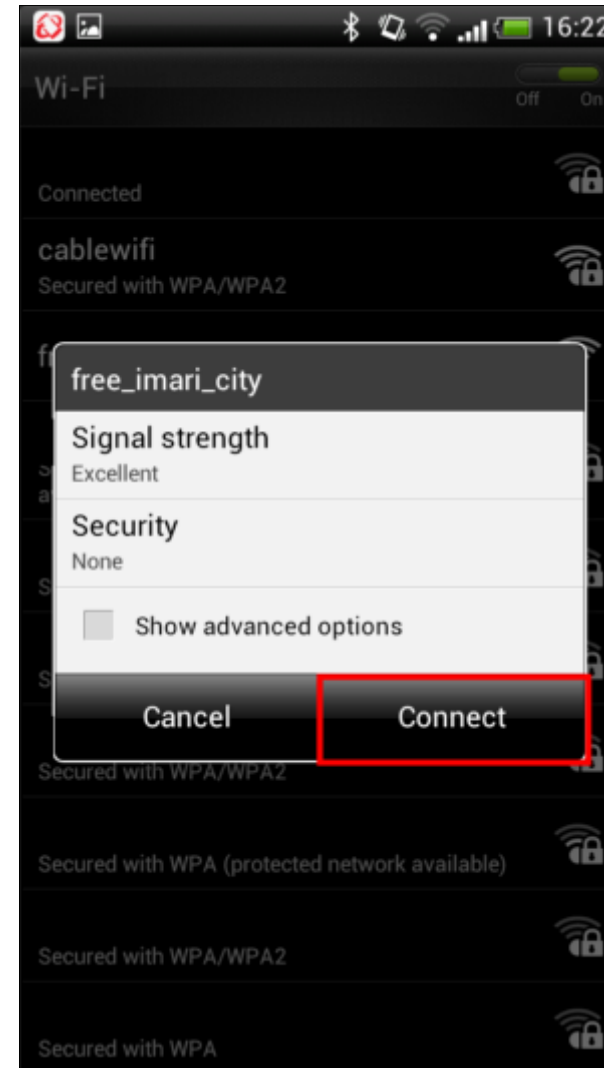 16:22
Wi-Fi
Off On
Connected
cablewifi
Secured with WPA/WPA2
free_imari_city
Signal strength
Excellent
Security
None
Show advanced options
Cancel Connect
Secured with WPA/WPA2
Secured with WPA (protected network available)
Secured with WPA/WPA2
Secured with WPA